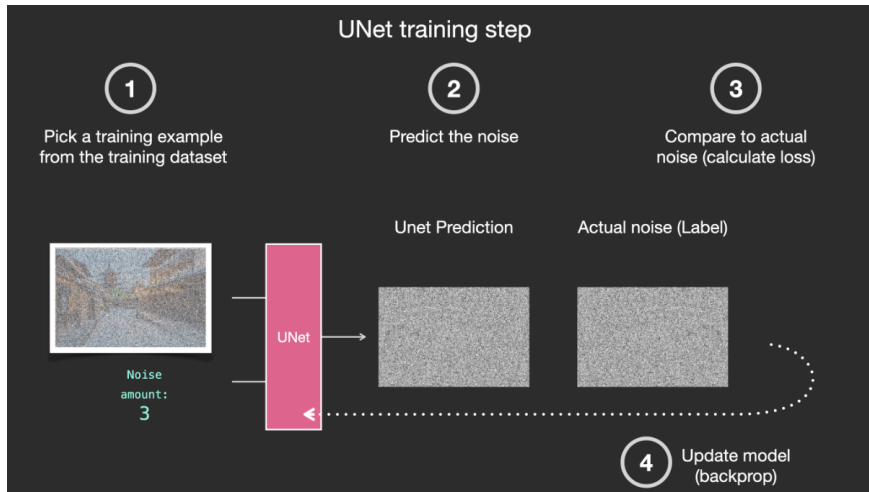 UNet training step
1
Pick a training example
from the training dataset
2
Predict the noise
3
Compare to actual
noise (calculate loss)
Unet Prediction
Actual noise (Label)
UNet
Noise
amount:
3
4
Update model
(backprop)